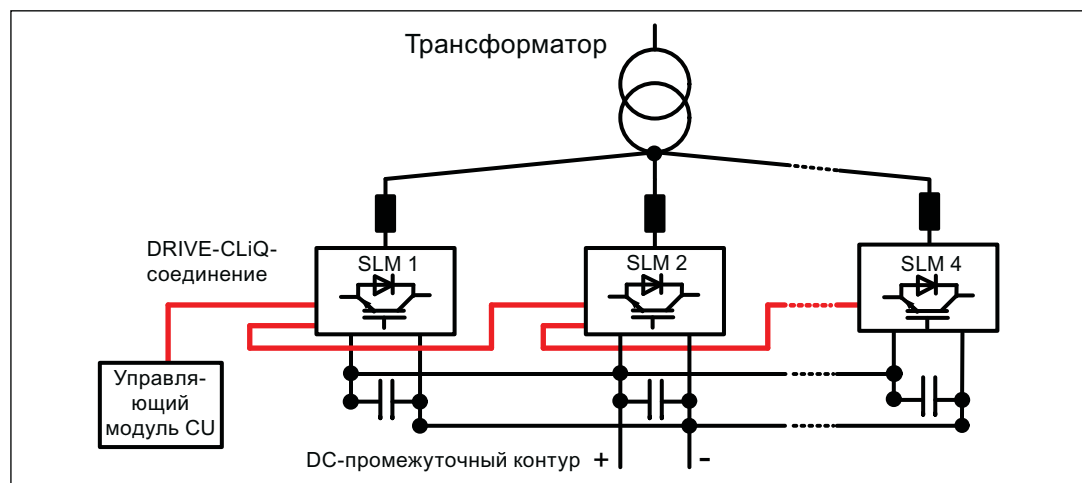 Трансформатор
DRIVE-CLiQ-
соединение
SLM 1
SLM 2
SLM 4
Управля-
ющий
модуль CU
DC-промежуточный контур + -